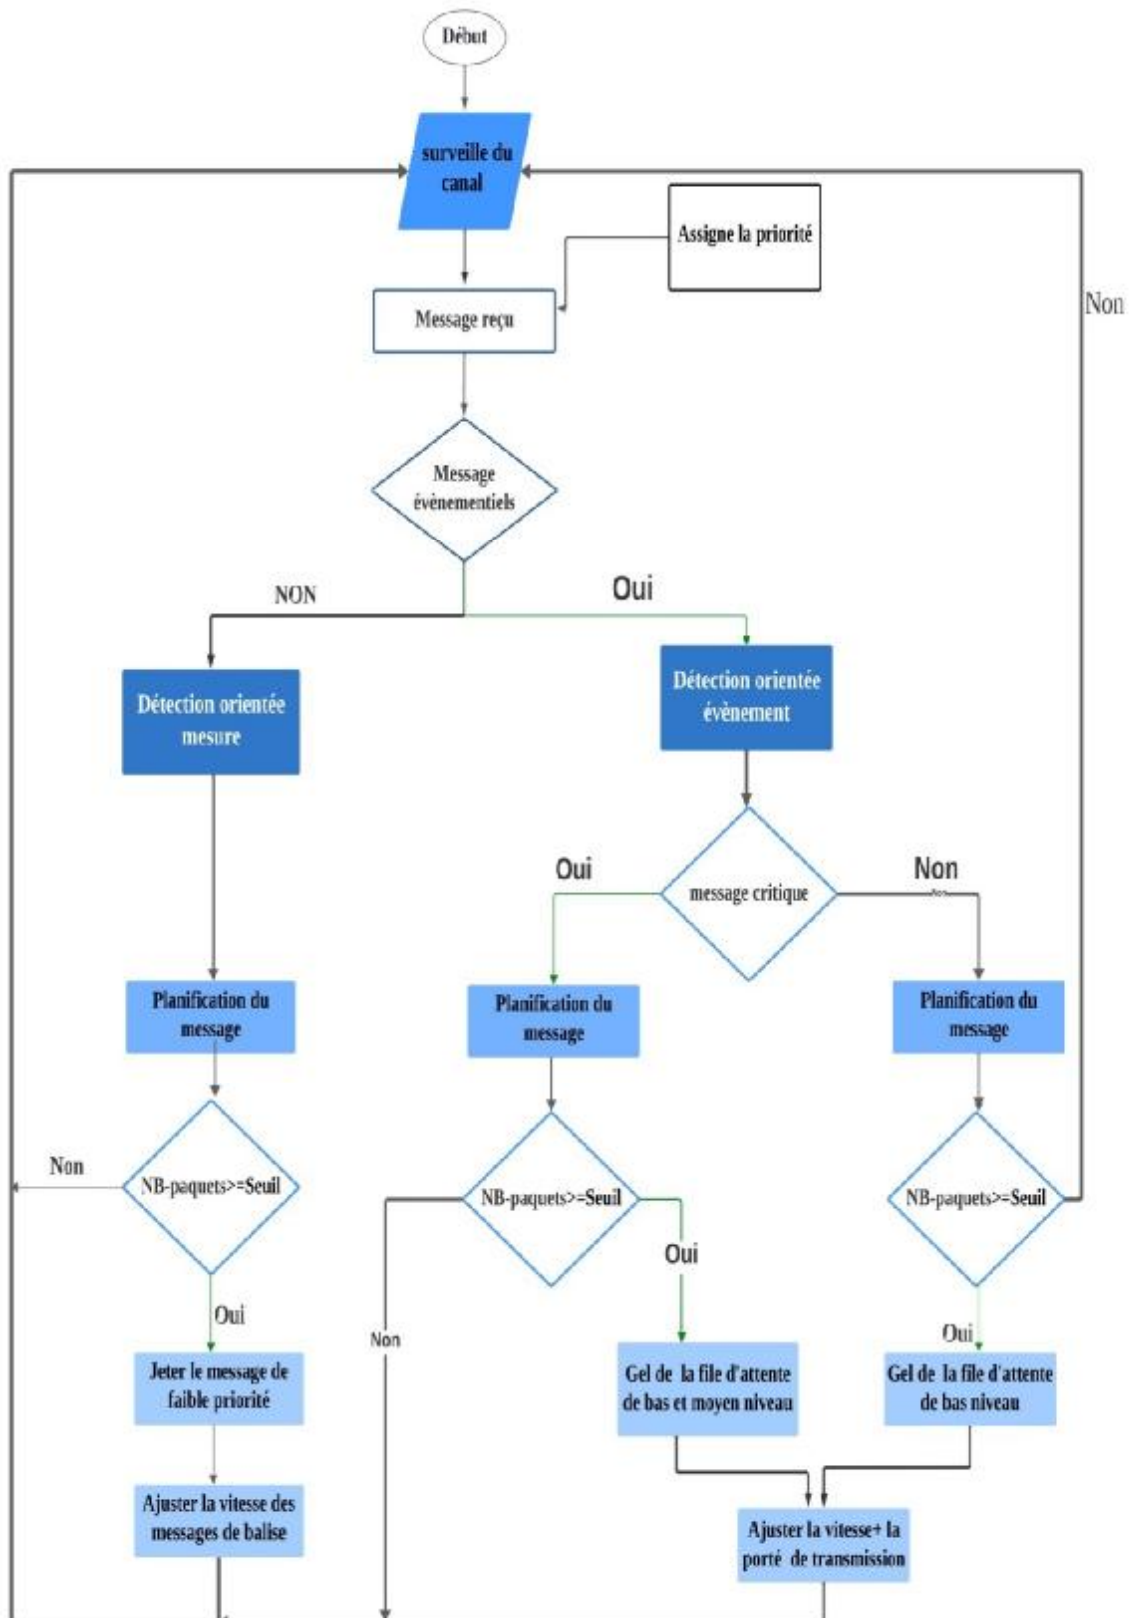 Début
surveille du
canal
Assigne la priorité
Non
Message reçu
Message
évènementiels
NON
Oui
Détection orientée
mesure
Détection orientée
évènement
Oui
Non
Non
message critique
Planification du
message
Planification du
message
Planification du
message
Non
NB-paquets>=Seuil
NB-paquets>=Seuil
NB-paquets>=Seuil
Oui
Oui
Non
Oui
Jeter le message de
faible priorité
Gel de la file d'attente
de bas et moyen niveau
Gel de la file d'attente
de bas niveau
Ajuster la vitesse des
messages de balise
Ajuster la vitesse+ la
porté de transmission